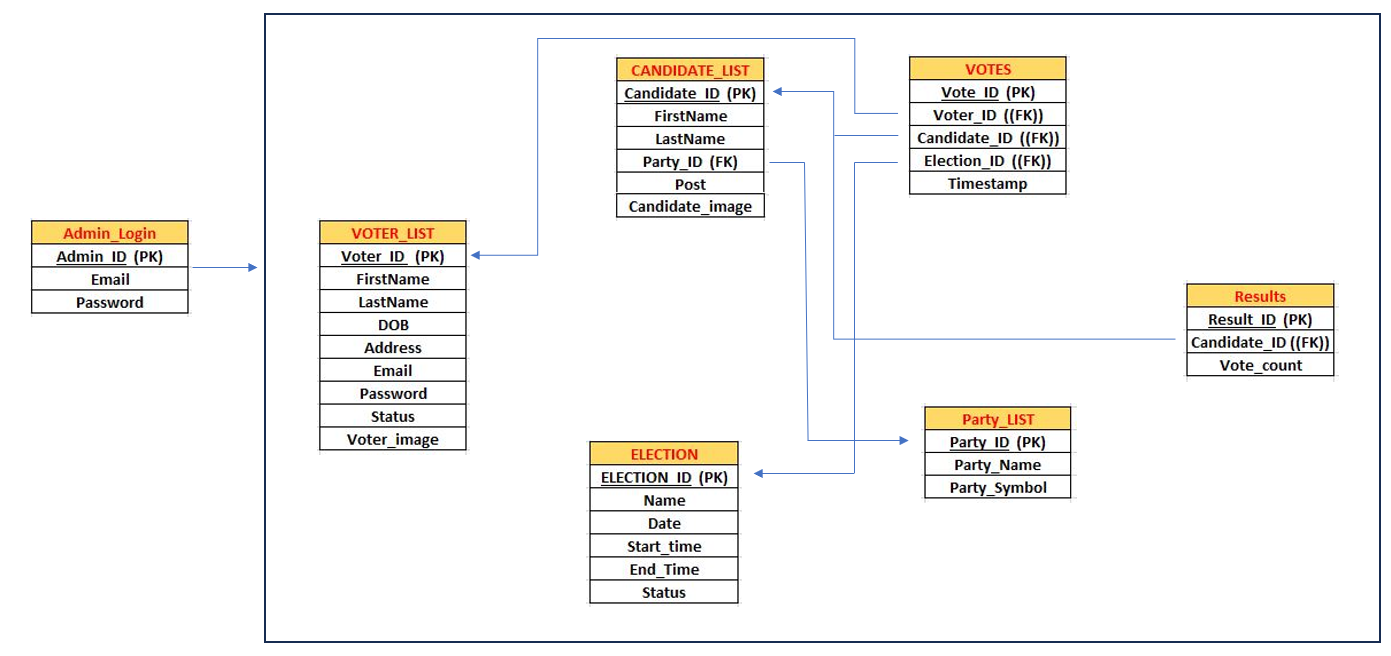 Admin_Login
Admin_ID (PK)
Email
Password
VOTER_LIST
Voter_ID (PK)
FirstName
LastName
DOB
Address
Email
Password
Status
Voter_image
CANDIDATE_LIST
Candidate_ID (PK)
FirstName
LastName
Party_ID (FK)
Post
Candidate_image
ELECTION
ELECTION_ID (PK)
Name
Date
Start_time
End_Time
Status
VOTES
Vote_ID (PK)
Voter_ID ((FK))
Candidate_ID ((FK))
Election_ID ((FK))
Timestamp
Party_LIST
Party_ID (PK)
Party_Name
Party_Symbol
Results
Result_ID (PK)
Candidate_ID ((FK))
Vote_count